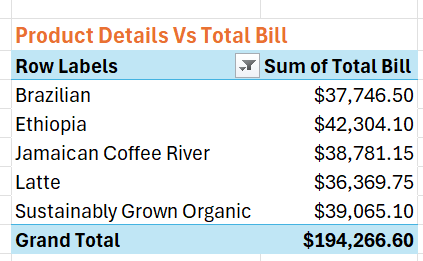 Product Details Vs Total Bill
Row Labels Sum of Total Bill
Brazilian $37,746.50
Ethiopia $42,304.10
Jamaican Coffee River $38,781.15
Latte $36,369.75
Sustainably Grown Organic $39,065.10
Grand Total $194,266.60